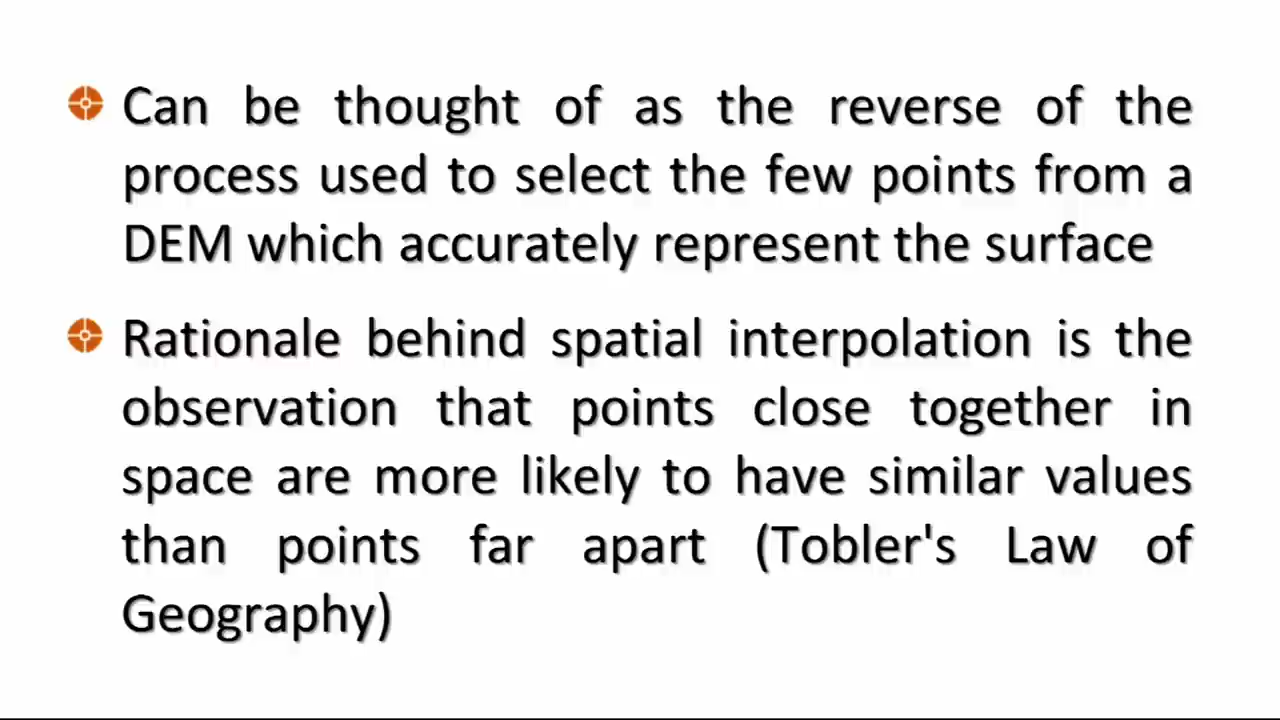 Can be thought of as the reverse of the
process used to select the few points from a
DEM which accurately represent the surface
Rationale behind spatial interpolation is the
observation that points close together in
space are more likely to have similar values
than points far apart (Tobler's Law of
Geography)